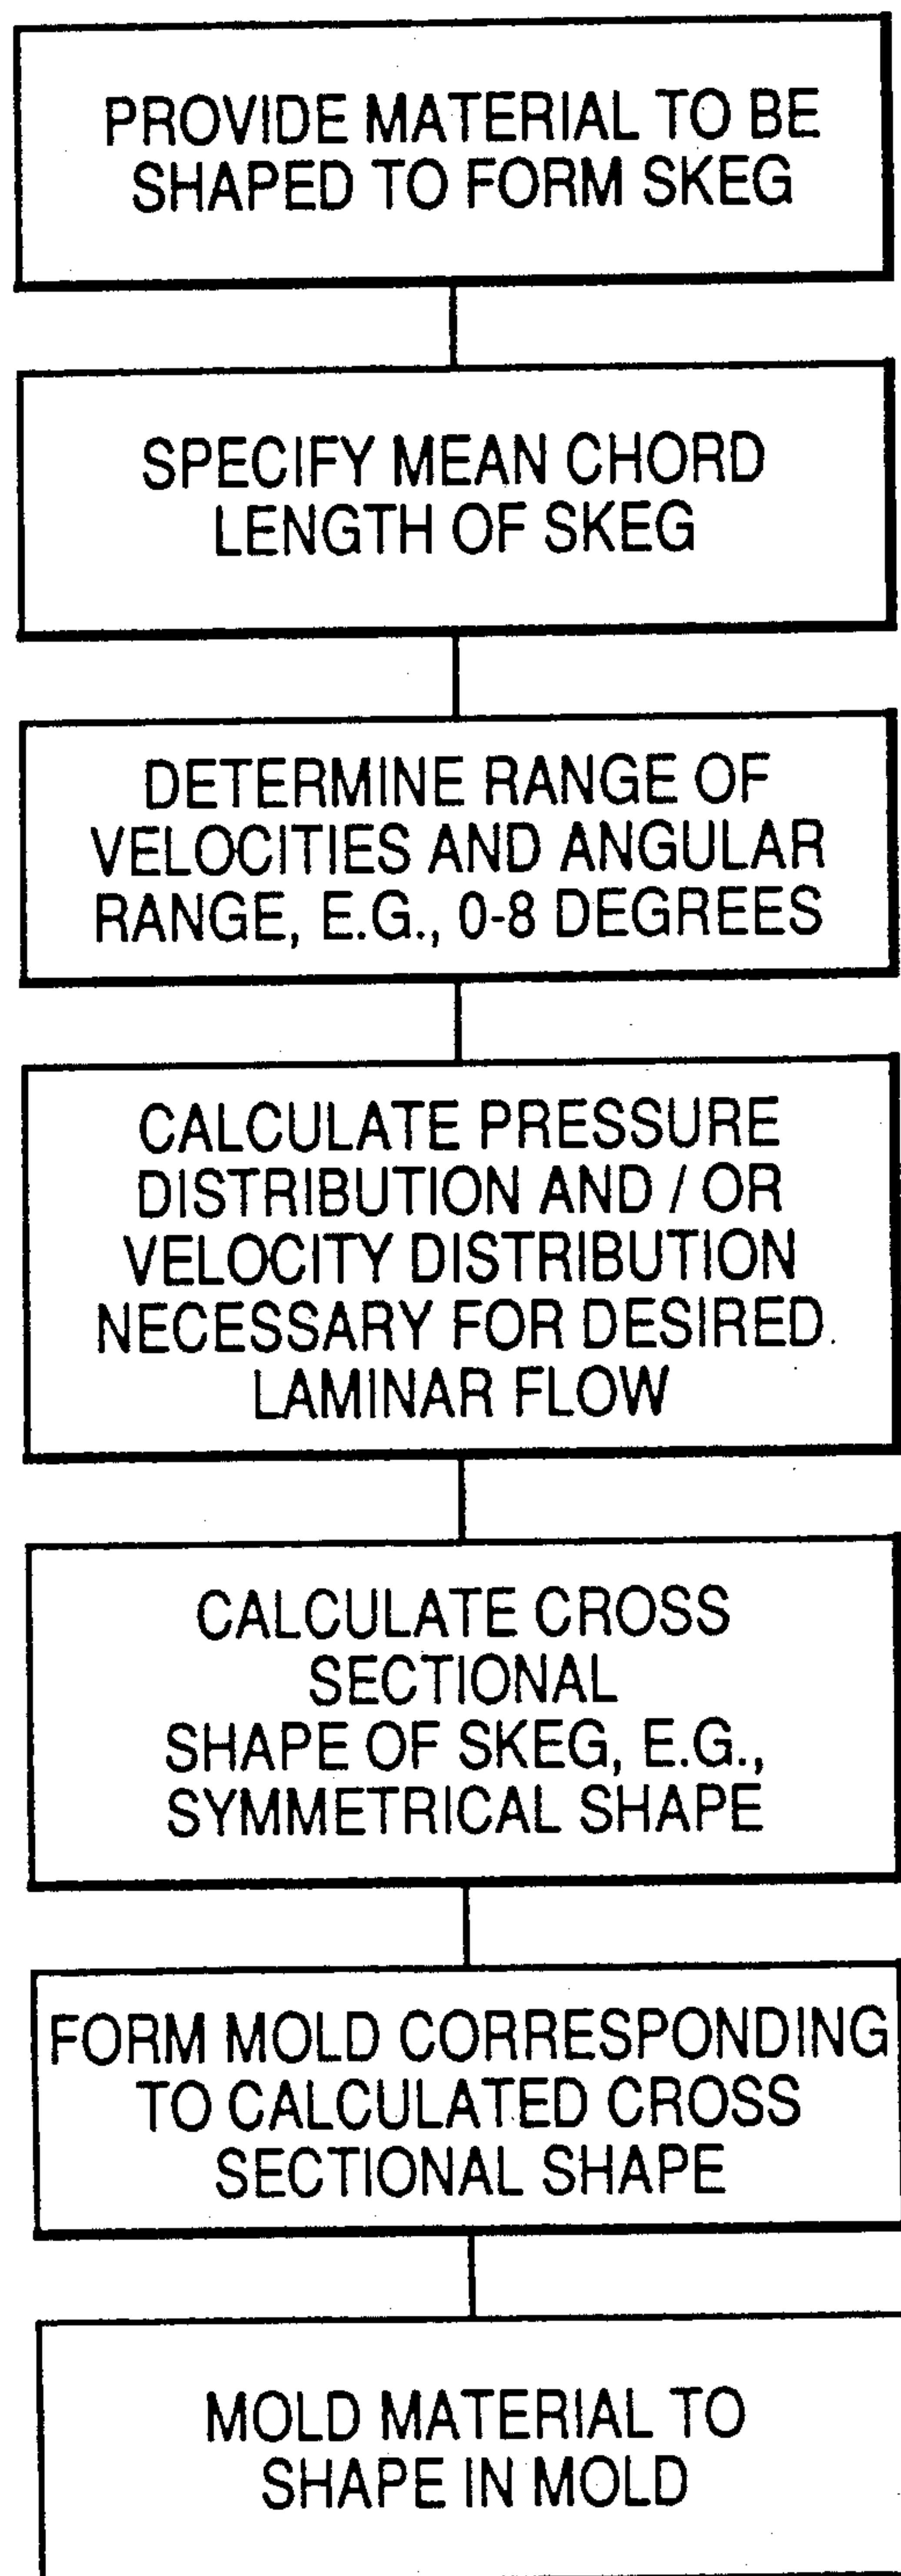 PROVIDE MATERIAL TO BE
SHAPED TO FORM SKEG
SPECIFY MEAN CHORD
LENGTH OF SKEG
DETERMINE RANGE OF
VELOCITIES AND ANGULAR
RANGE, E.G., 0-8 DEGREES
CALCULATE PRESSURE
DISTRIBUTION AND / OR
VELOCITY DISTRIBUTION
NECESSARY FOR DESIRED
LAMINAR FLOW
CALCULATE CROSS
SECTIONAL
SHAPE OF SKEG, E.G.,
SYMMETRICAL SHAPE
FORM MOLD CORRESPONDING
TO CALCULATED CROSS
SECTIONAL SHAPE
MOLD MATERIAL TO
SHAPE IN MOLD